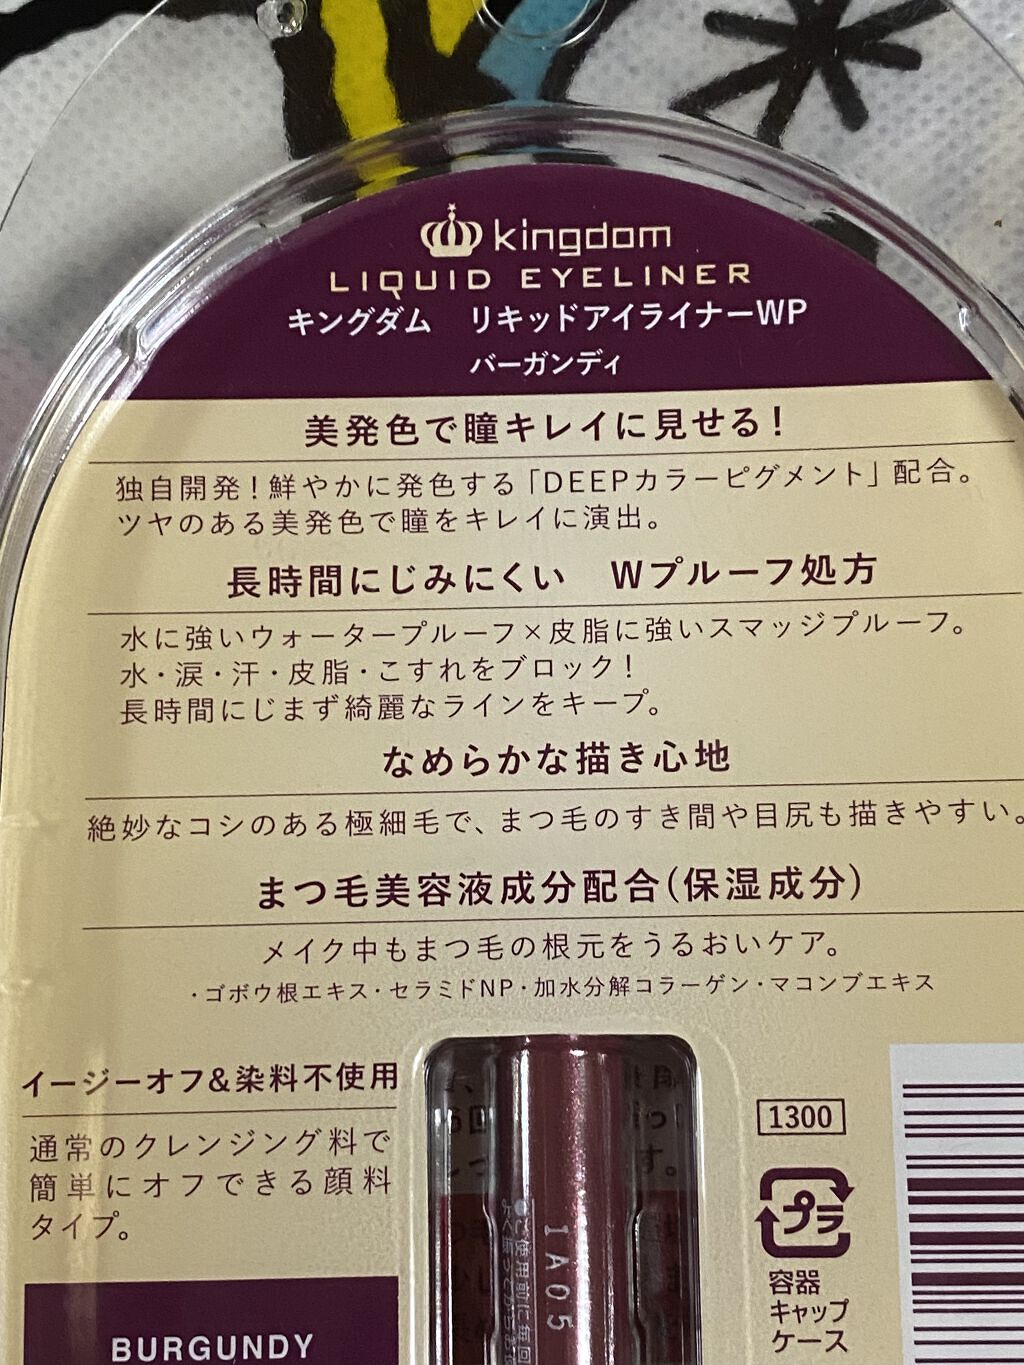 kingdom
LIQUID EYELINER
キングダム リキッドアイライナーWP
バーガンディ
美発色で瞳キレイに見せる！
独自開発！鮮やかに発色する「DEEPカラーピグメント」配合。
ツヤのある美発色で瞳をキレイに演出。
長時間にじみにくい Wプルーフ処方
水に強いウォータープルーフ×皮脂に強いスマッジプルーフ。
水・涙・汗・皮脂・こすれをブロック！
長時間にじまず綺麗なラインをキープ。
なめらかな描き心地
絶妙なコシのある極細毛で、まつ毛のすき間や目尻も描きやすい。
まつ毛美容液成分配合(保湿成分)
メイク中もまつ毛の根元をうるおいケア。
・ゴボウ根エキス・セラミドNP・加水分解コラーゲン・マコンブエキス
イージーオフ&染料不使用
通常のクレンジング料で
簡単にオフできる顔料
タイプ。
BURGUNDY
ご使用前に毎回
よく振ってから
1A05
1300
プラ
容器
キャップ
ケース